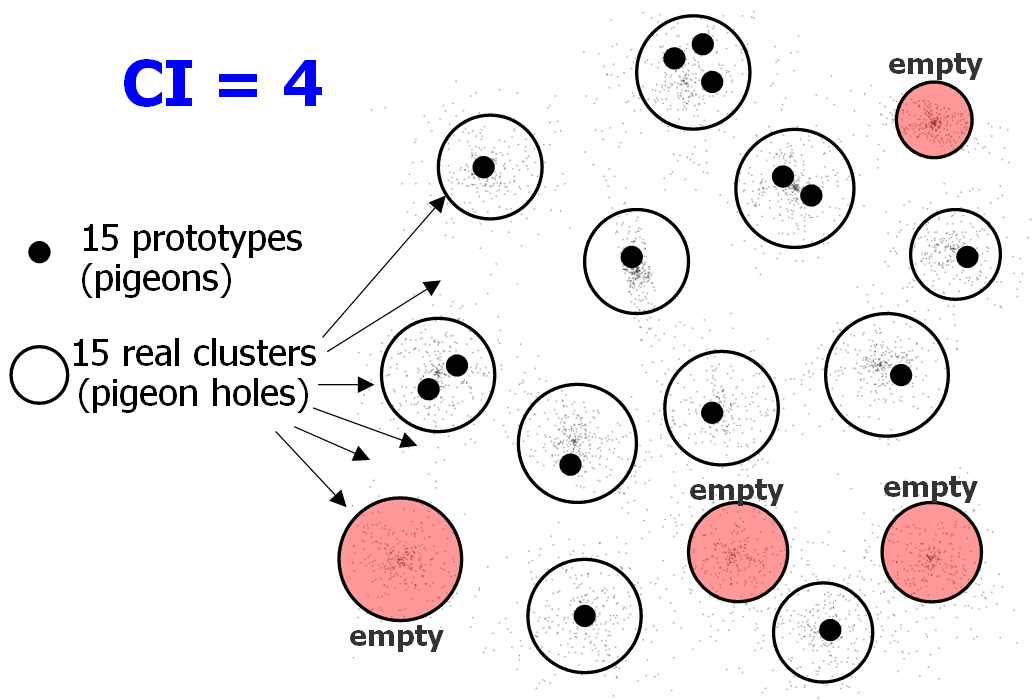 CI = 4
empty
15 prototypes
(pigeons)
15 real clusters
(pigeon holes)
empty
empty
empty